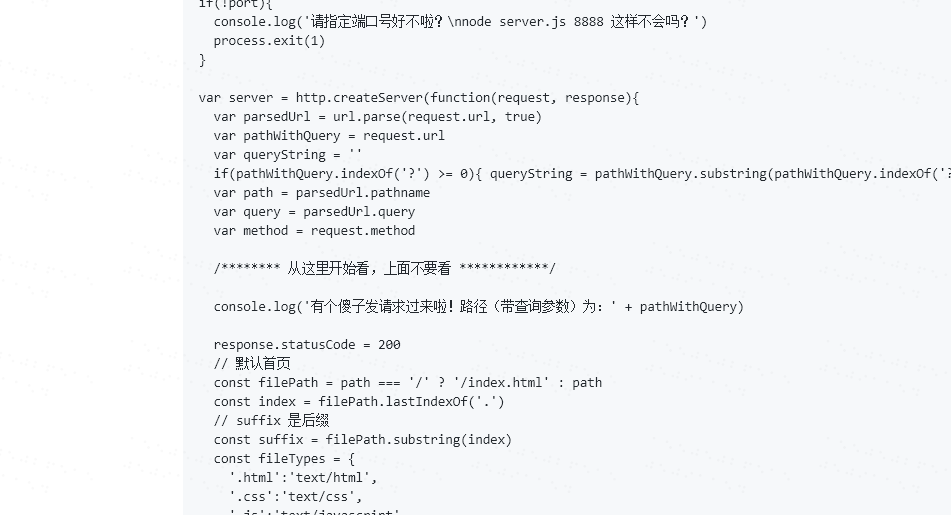 if(!port){
console.log('请指定端口号好不啦？\nnode server.js 8888 这样不会吗？')
process.exit(1)
}
var server = http.createServer(function(request, response){
var parsedUrl = url.parse(request.url, true)
var pathWithQuery = request.url
var queryString = ''
if(pathWithQuery.indexOf('?') >= 0){ queryString = pathWithQuery.substring(pathWithQuery.indexOf('?
var path = parsedUrl.pathname
var query = parsedUrl.query
var method = request.method
/******** 从这里开始看，上面不要看 ************/
console.log('有个傻子发请求过来啦！路径（带查询参数）为：' + pathWithQuery)
response.statusCode = 200
// 默认首页
const filePath = path === '/' ? '/index.html' : path
const index = filePath.lastIndexOf('.')
// suffix 是后缀
const suffix = filePath.substring(index)
const fileTypes = {
'.html':'text/html',
'.css':'text/css',
'.js':'text/javascript'